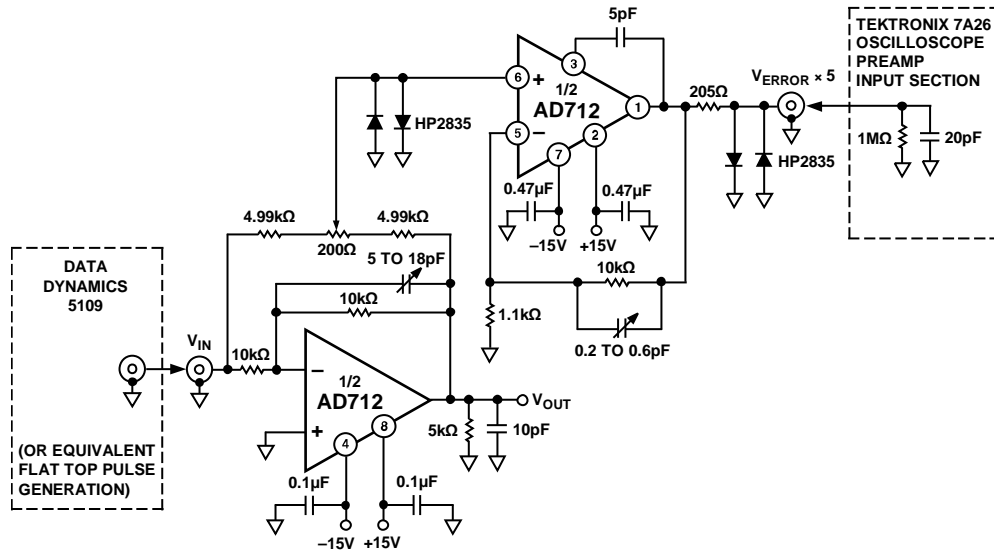 5pF
TEKTRONIX 7A26
OSCILLOSCOPE
PREAMP
INPUT SECTION
3
6
+
1/2
AD712
1
5
–
2
7
HP2835
205Ω
VERROR × 5
1MΩ
20pF
HP2835
0.47µF
0.47µF
–15V
+15V
4.99kΩ
4.99kΩ
200Ω
5 TO 18pF
10kΩ
10kΩ
1.1kΩ
0.2 TO 0.6pF
DATA
DYNAMICS
5109
VIN
10kΩ
–
1/2
AD712
+
8
4
VOUT
5kΩ
10pF
(OR EQUIVALENT
FLAT TOP PULSE
GENERATION)
0.1µF
0.1µF
–15V
+15V